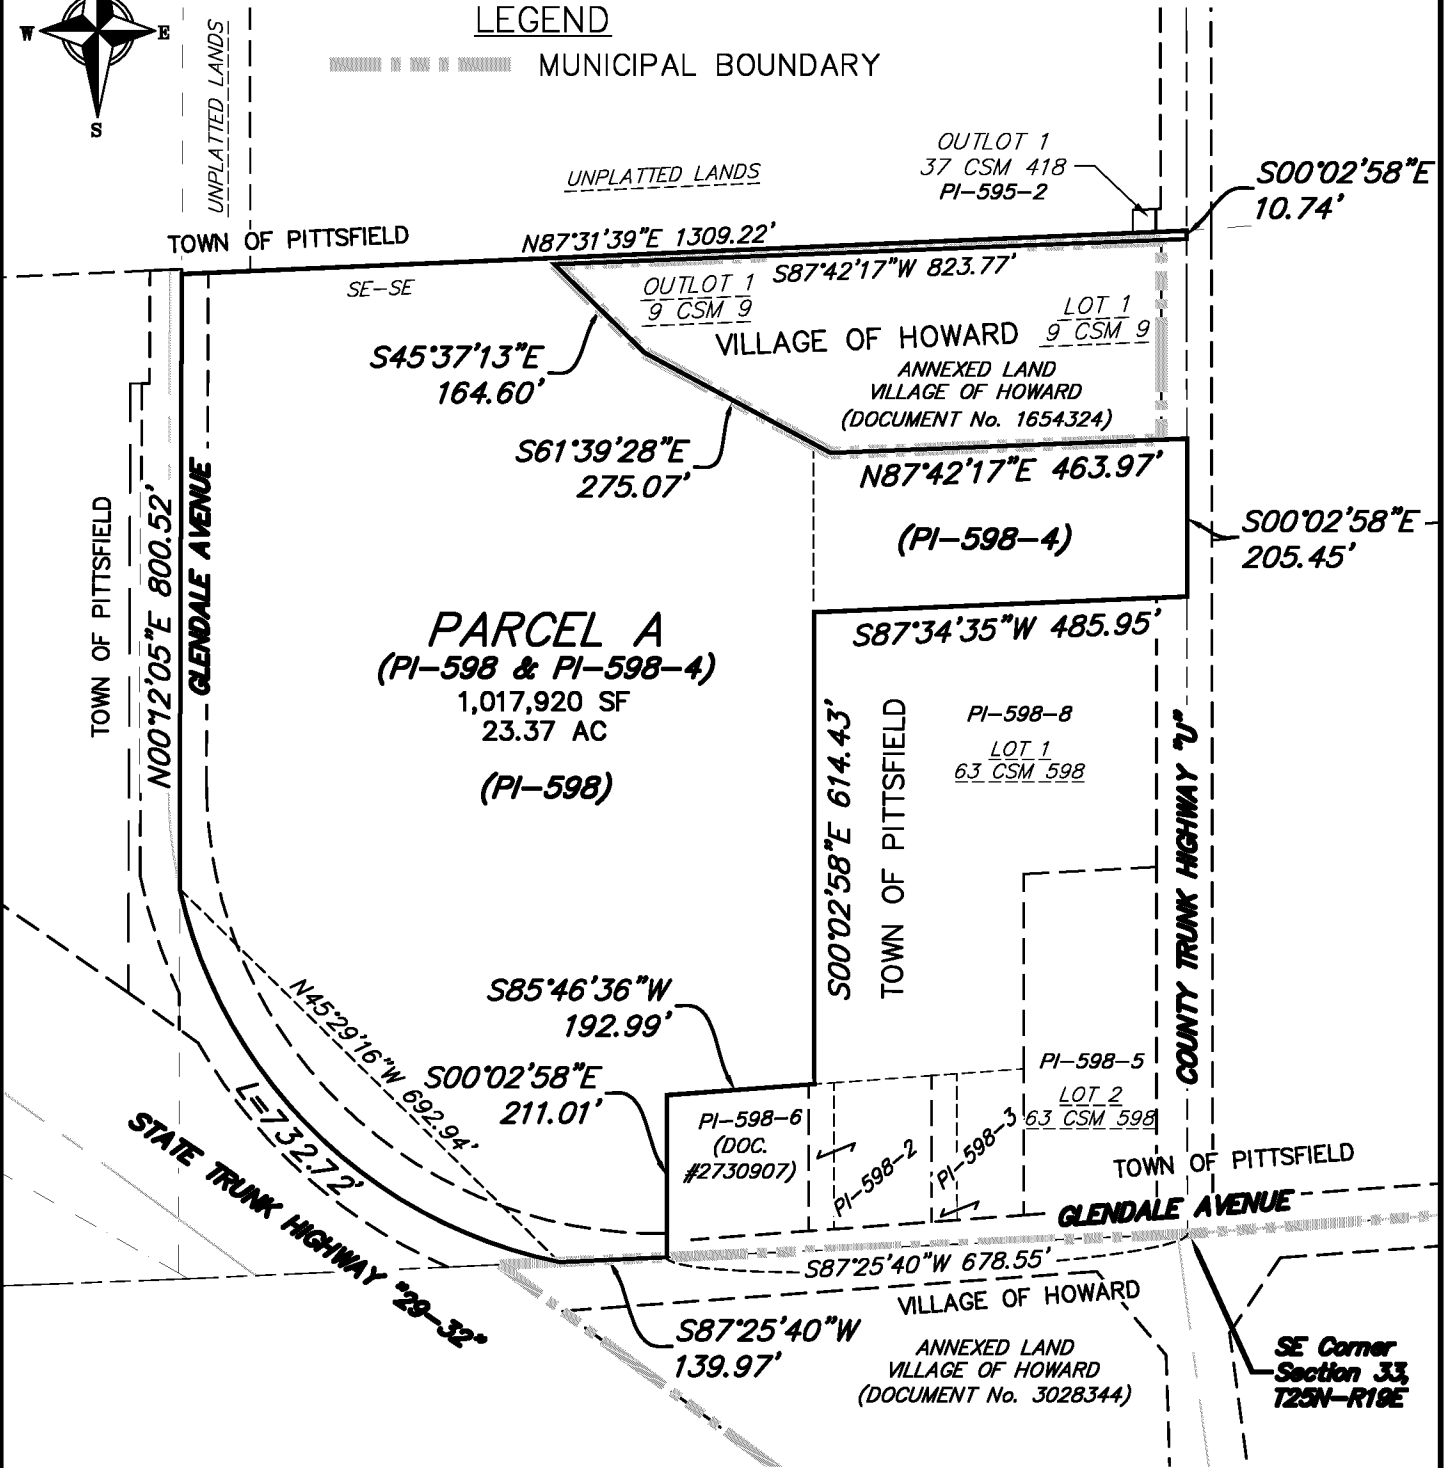 LEGEND
MUNICIPAL BOUNDARY
W
E
S
UNPLATTED LANDS
UNPLATTED LANDS
OUTLOT 1
37 CSM 418
PI-595-2
S00°02'58"E
10.74'
TOWN OF PITTSFIELD
N87°31'39"E 1309.22'
SE-SE
S87°42'17"W 823.77'
OUTLOT 1
9 CSM 9
LOT 1
9 CSM 9
VILLAGE OF HOWARD
ANNEXED LAND
VILLAGE OF HOWARD
(DOCUMENT No. 1654324)
S45°37'13"E
164.60'
S61°39'28"E
275.07'
N87°42'17"E 463.97'
(PI-598-4)
S00°02'58"E
205.45'
S87°34'35"W 485.95'
TOWN OF PITTSFIELD
N00°12'05"E 800.52'
GLENDALE AVENUE
PARCEL A
(PI-598 & PI-598-4)
1,017,920 SF
23.37 AC
(PI-598)
S00°02'58"E 614.43'
TOWN OF PITTSFIELD
PI-598-8
LOT 1
63 CSM 598
COUNTY TRUNK HIGHWAY "U"
N45°29'16"W 692.94'
L=732.72'
STATE TRUNK HIGHWAY "29-32"
S85°46'36"W
192.99'
S00°02'58"E
211.01'
PI-598-6
(DOC.
#2730907)
PI-598-2
PI-598-3
PI-598-5
LOT 2
63 CSM 598
TOWN OF PITTSFIELD
GLENDALE AVENUE
S87°25'40"W 678.55'
VILLAGE OF HOWARD
S87°25'40"W
139.97'
ANNEXED LAND
VILLAGE OF HOWARD
(DOCUMENT No. 3028344)
SE Corner
Section 33,
T25N-R19E